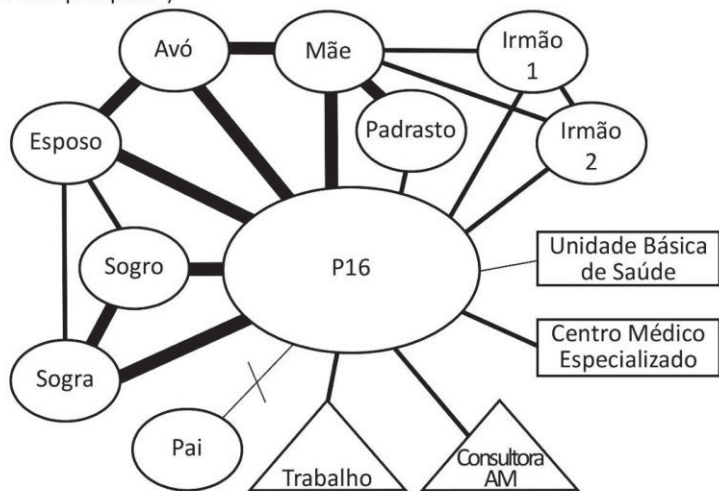 Avó
Mãe
Irmão
1
Esposo
Padrasto
Irmão
2
Sogro
P16
Unidade Básica
de Saúde
Centro Médico
Especializado
Sogra
Pai
Trabalho
Consultora
AM